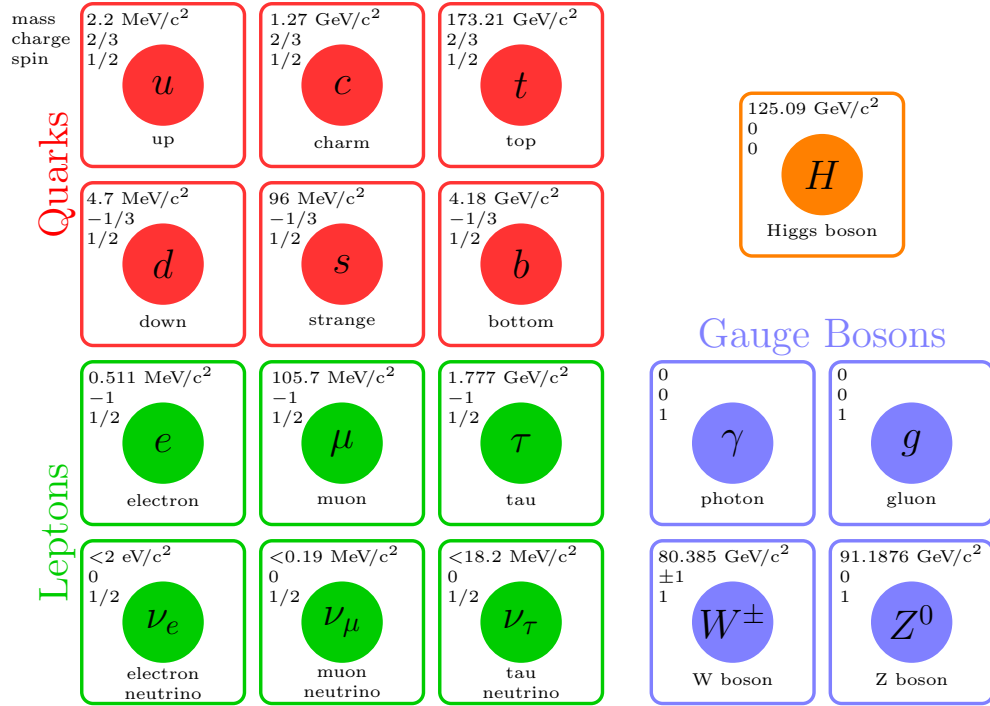 mass
charge
spin
Quarks
2.2 MeV/c²
2/3
1/2
u
up
1.27 GeV/c²
2/3
1/2
c
charm
173.21 GeV/c²
2/3
1/2
t
top
125.09 GeV/c²
0
0
H
Higgs boson
4.7 MeV/c²
−1/3
1/2
d
down
96 MeV/c²
−1/3
1/2
s
strange
4.18 GeV/c²
−1/3
1/2
b
bottom
Leptons
0.511 MeV/c²
−1
1/2
e
electron
105.7 MeV/c²
−1
1/2
μ
muon
1.777 GeV/c²
−1
1/2
τ
tau
Gauge Bosons
0
0
1
γ
photon
0
0
1
g
gluon
<2 eV/c²
0
1/2
νₑ
electron
neutrino
<0.19 MeV/c²
0
1/2
ν_μ
muon
neutrino
<18.2 MeV/c²
0
1/2
ν_τ
tau
neutrino
80.385 GeV/c²
±1
1
W±
W boson
91.1876 GeV/c²
0
1
Z⁰
Z boson